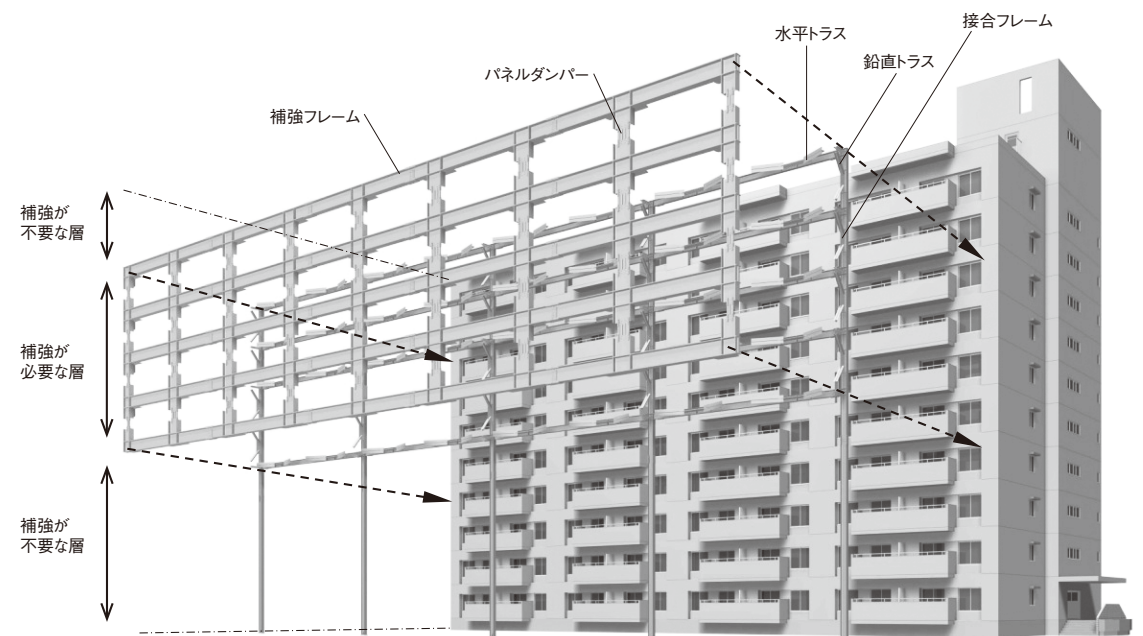 接合フレーム
水平トラス
鉛直トラス
パネルダンパー
補強フレーム
補強が
不要な層
補強が
必要な層
補強が
不要な層